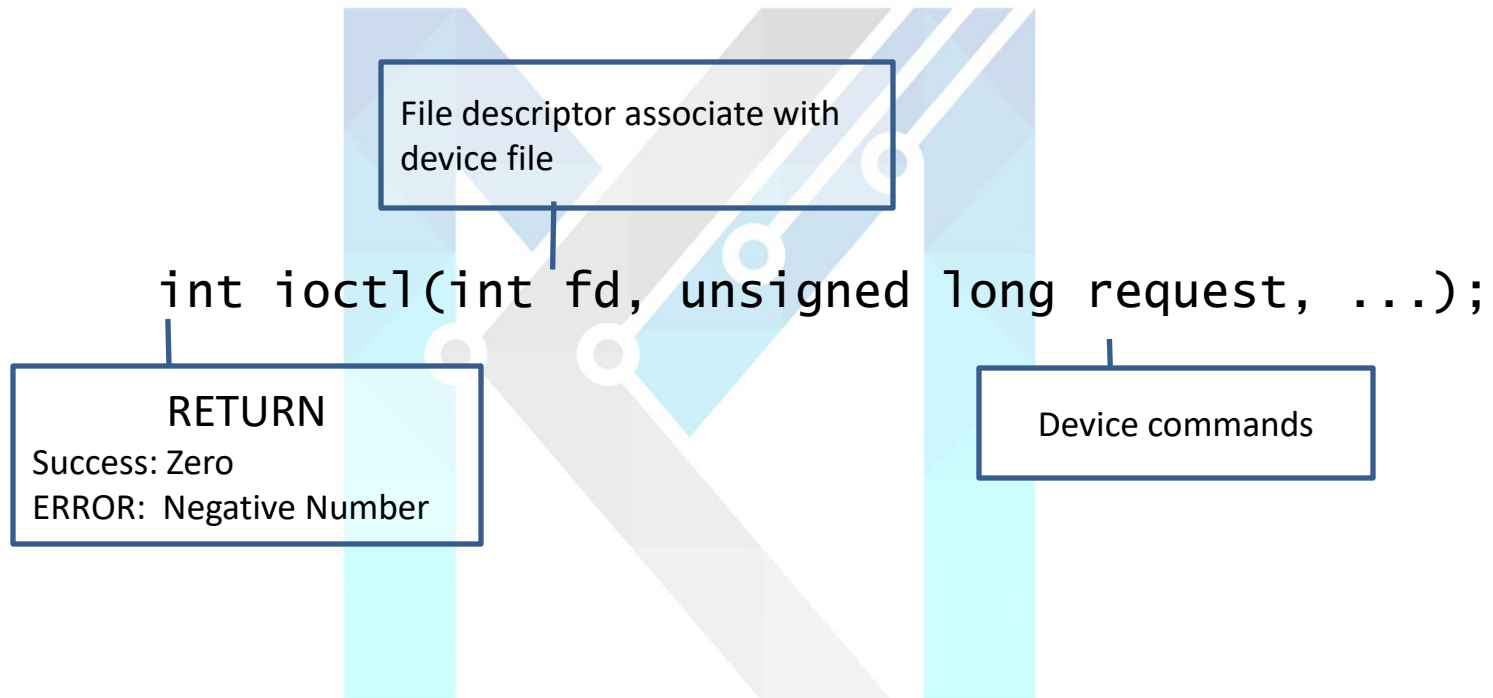 File descriptor associate with
device file
int ioctl(int fd, unsigned long request, ...);
RETURN
Success: Zero
ERROR: Negative Number
Device commands